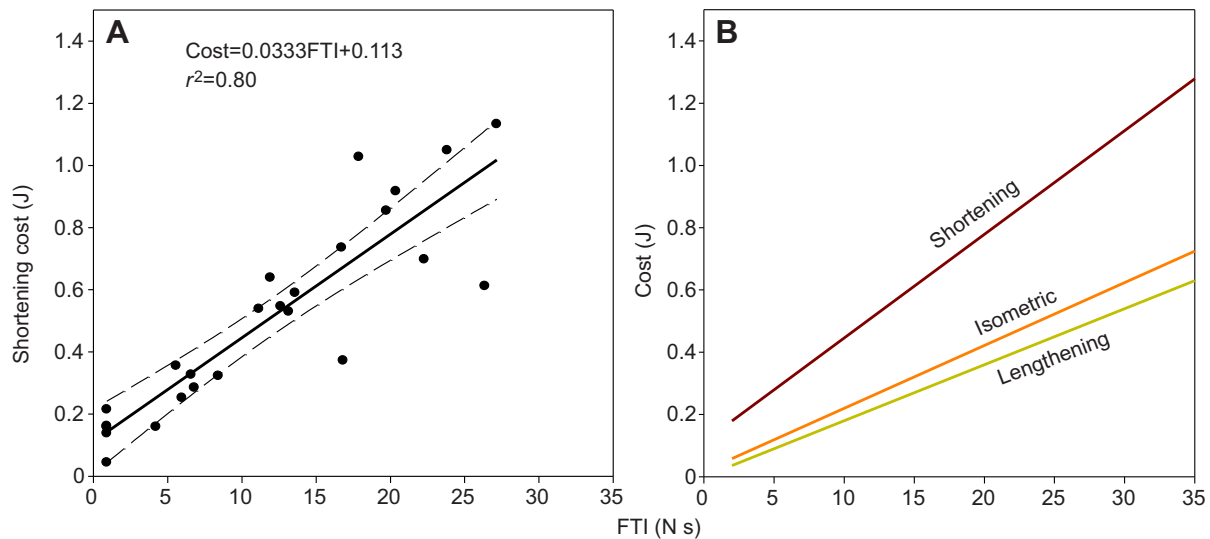 A
Cost=0.0333FTI+0.113
r²=0.80
Shortening cost (J)
1.4
1.2
1.0
0.8
0.6
0.4
0.2
0
0 5 10 15 20 25 30 35
B
Cost (J)
1.4
1.2
1.0
0.8
0.6
0.4
0.2
0
Shortening
Isometric
Lengthening
0 5 10 15 20 25 30 35
FTI (N s)